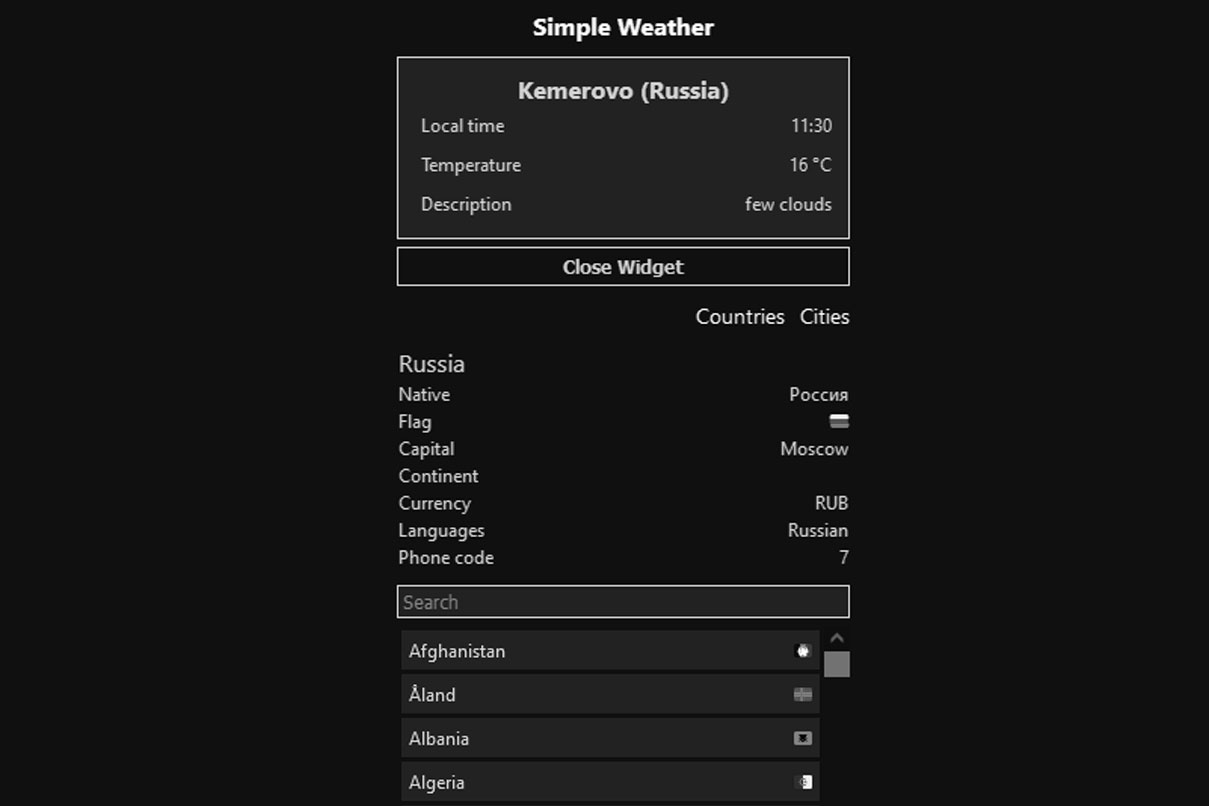 Simple Weather
Kemerovo (Russia)
Local time 11:30
Temperature 16 °C
Description few clouds
Close Widget
Countries Cities
Russia
Native Россия
Flag
Capital Moscow
Continent
Currency RUB
Languages Russian
Phone code 7
Search
Afghanistan
Åland
Albania
Algeria